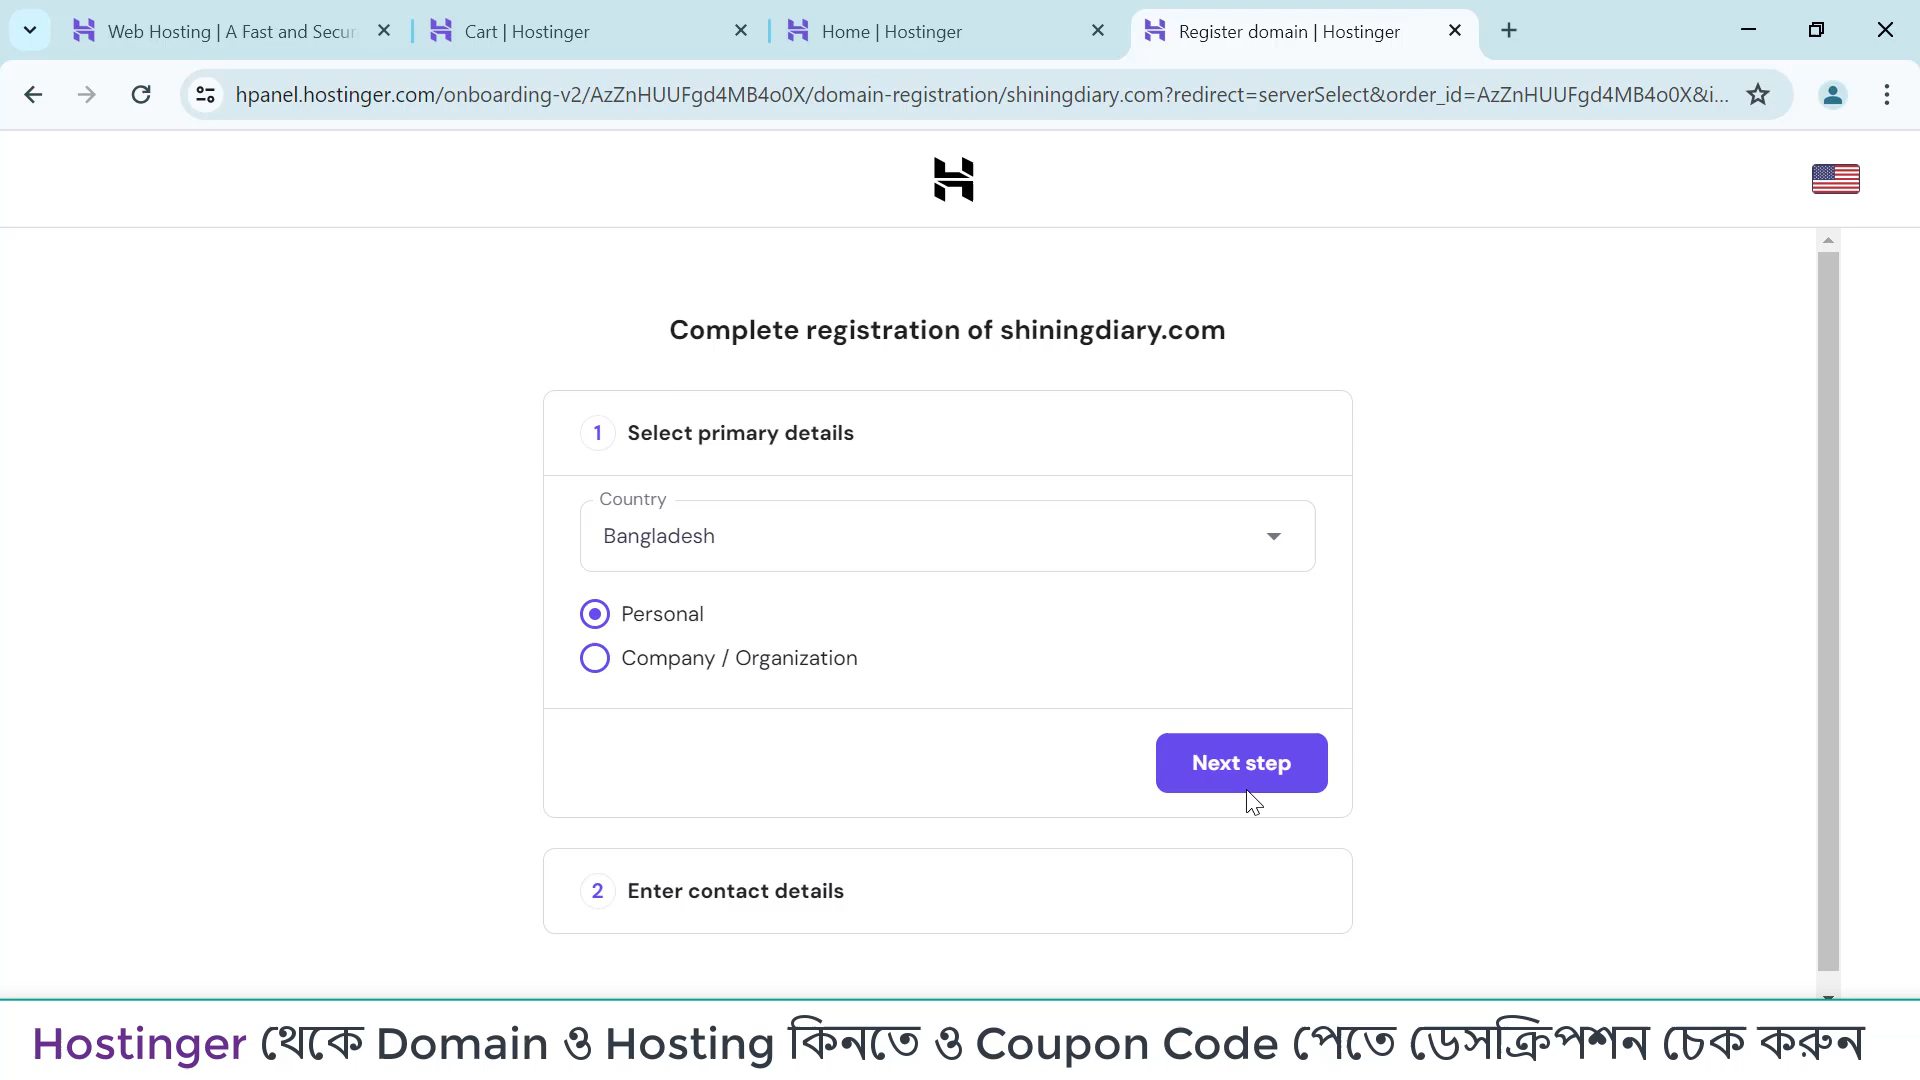 Web Hosting | A Fast and Secur
Cart | Hostinger
Home | Hostinger
Register domain | Hostinger
hpanel.hostinger.com/onboarding-v2/AzZnHUUFgd4MB4o0X/domain-registration/shiningdiary.com?redirect=serverSelect&order_id=AzZnHUUFgd4MB4o0X&i...
Complete registration of shiningdiary.com
1 Select primary details
Country
Bangladesh
Personal
Company / Organization
Next step
2 Enter contact details
Hostinger থেকে Domain ও Hosting কিনতে ও Coupon Code পেতে ডেসক্রিপশন চেক করুন